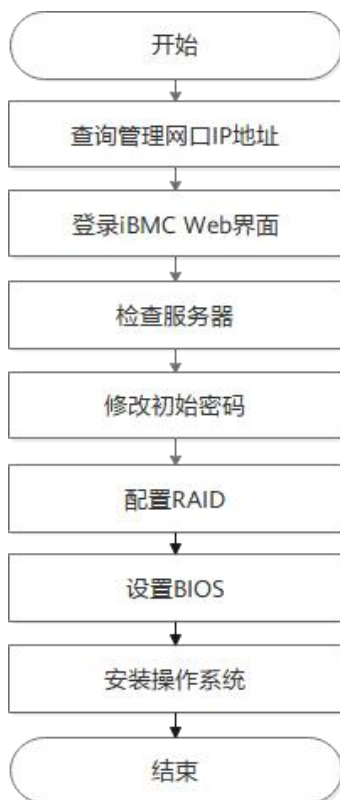 开始
查询管理网口IP地址
登录iBMC Web界面
检查服务器
修改初始密码
配置RAID
设置BIOS
安装操作系统
结束